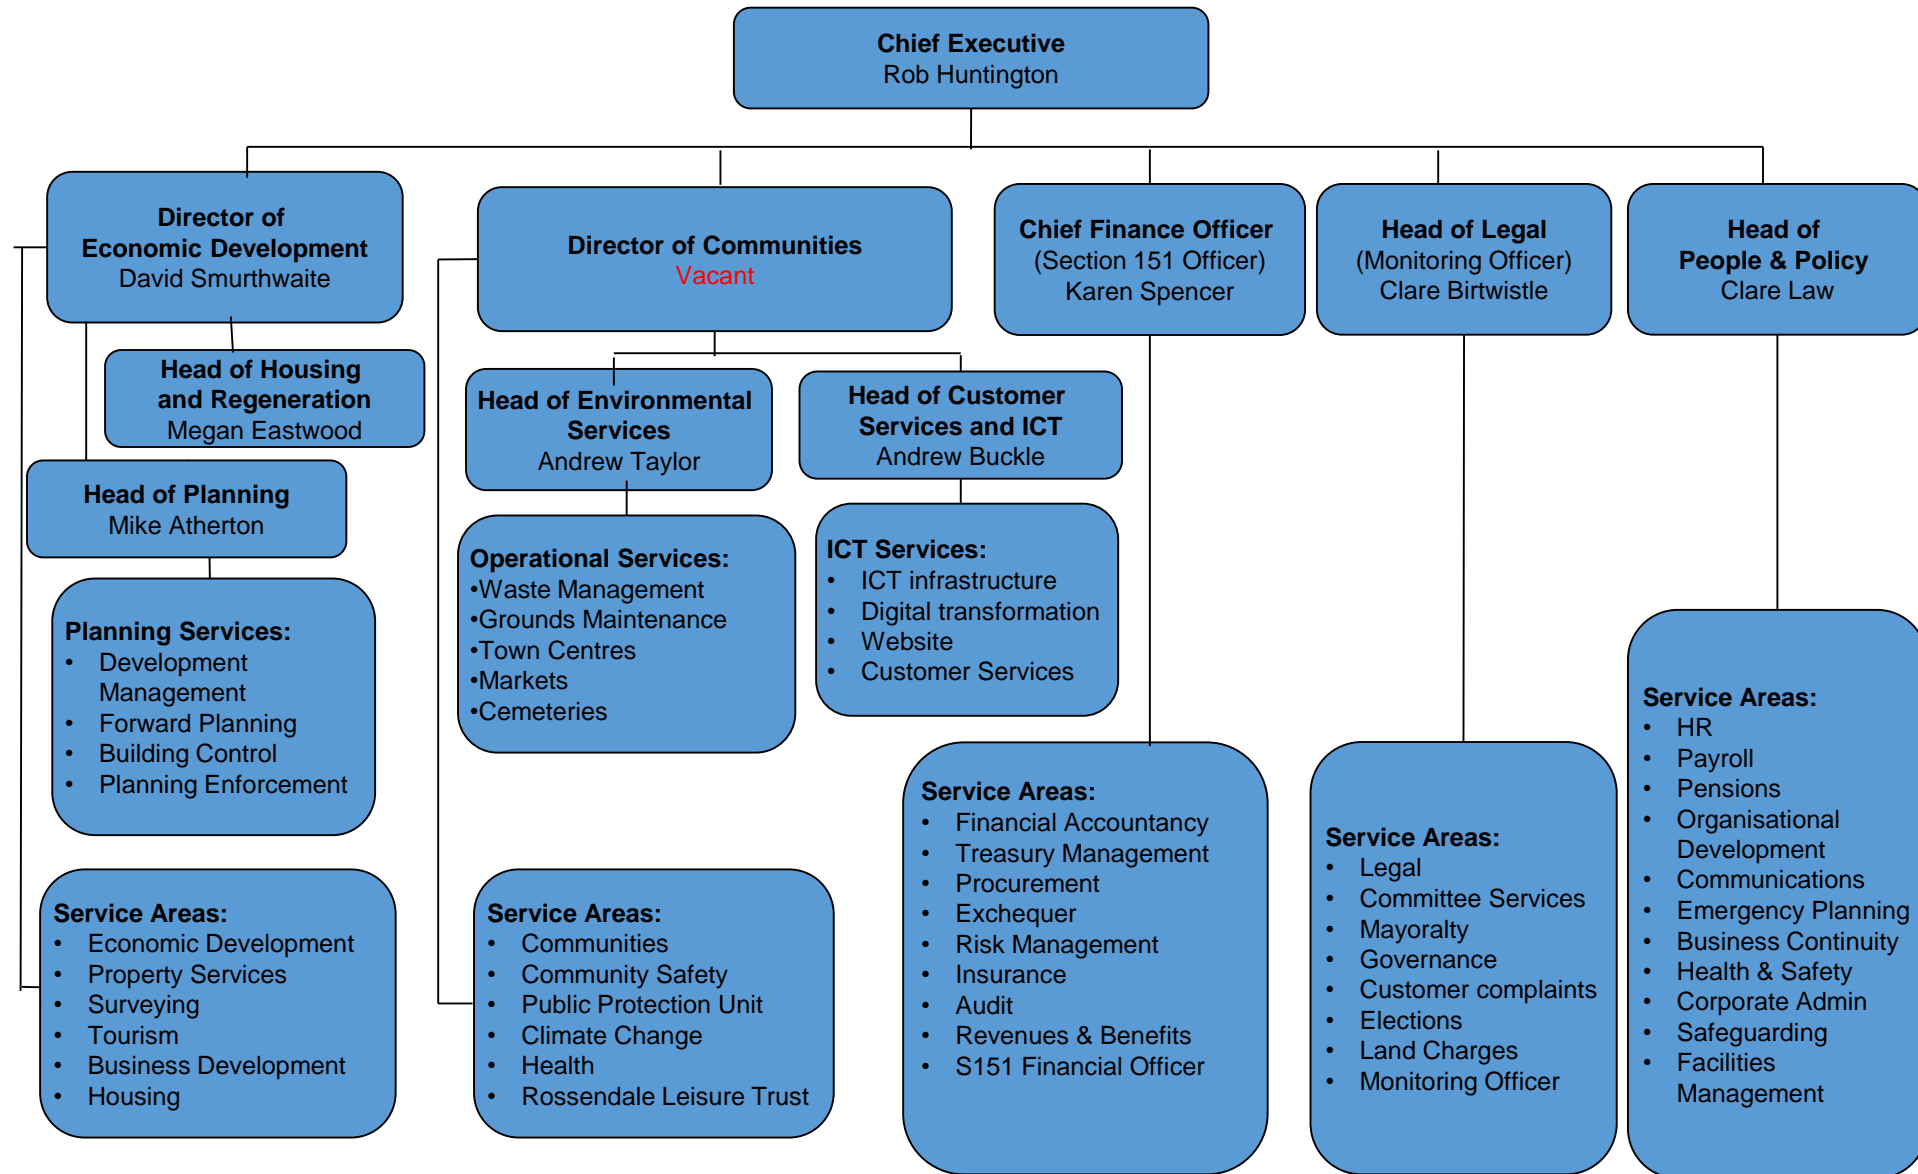 Chief Executive
Rob Huntington
Director of
Economic Development
David Smurthwaite
Director of Communities
Vacant
Chief Finance Officer
(Section 151 Officer)
Karen Spencer
Head of Legal
(Monitoring Officer)
Clare Birtwistle
Head of
People & Policy
Clare Law
Head of Housing
and Regeneration
Megan Eastwood
Head of Planning
Mike Atherton
Head of Environmental
Services
Andrew Taylor
Head of Customer
Services and ICT
Andrew Buckle
Planning Services:
• Development
Management
• Forward Planning
• Building Control
• Planning Enforcement
Operational Services:
•Waste Management
•Grounds Maintenance
•Town Centres
•Markets
•Cemeteries
ICT Services:
• ICT infrastructure
• Digital transformation
• Website
• Customer Services
Service Areas:
• Economic Development
• Property Services
• Surveying
• Tourism
• Business Development
• Housing
Service Areas:
• Communities
• Community Safety
• Public Protection Unit
• Climate Change
• Health
• Rossendale Leisure Trust
Service Areas:
• Financial Accountancy
• Treasury Management
• Procurement
• Exchequer
• Risk Management
• Insurance
• Audit
• Revenues & Benefits
• S151 Financial Officer
Service Areas:
• Legal
• Committee Services
• Mayoralty
• Governance
• Customer complaints
• Elections
• Land Charges
• Monitoring Officer
Service Areas:
• HR
• Payroll
• Pensions
• Organisational
Development
• Communications
• Emergency Planning
• Business Continuity
• Health & Safety
• Corporate Admin
• Safeguarding
• Facilities
Management